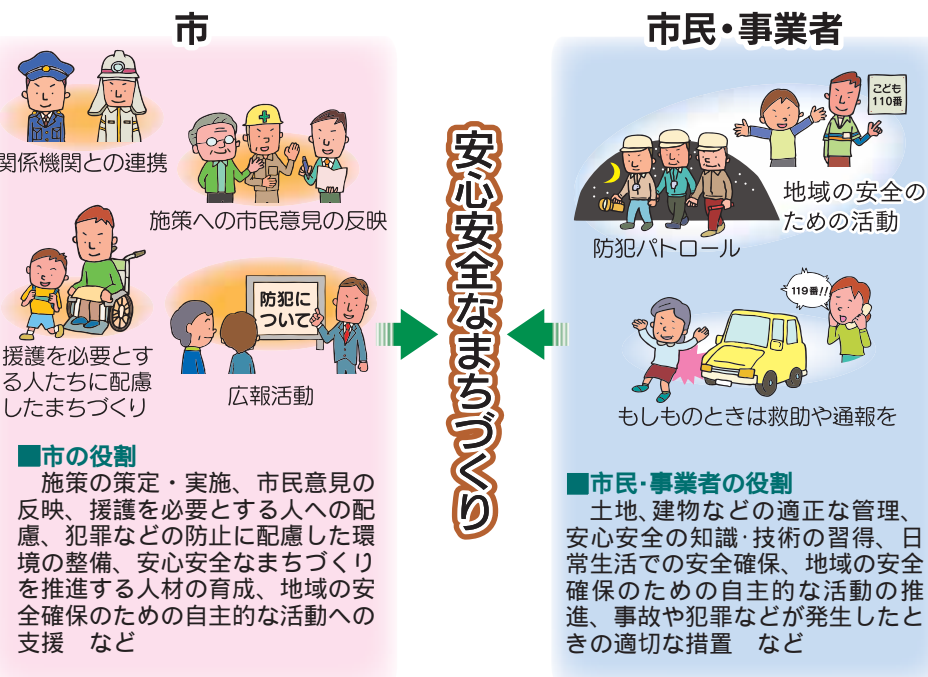 市
関係機関との連携
施策への市民意見の反映
援護を必要とす
る人たちに配慮
したまちづくり
防犯に
ついて
広報活動
■市の役割
　施策の策定・実施、市民意見の
反映、援護を必要とする人への配
慮、犯罪などの防止に配慮した環
境の整備、安心安全なまちづくり
を推進する人材の育成、地域の安
全確保のための自主的な活動への
支援　など
安心安全なまちづくり
市民・事業者
こども
110番
地域の安全の
ための活動
防犯パトロール
119番!!
もしものときは救助や通報を
■市民・事業者の役割
　土地、建物などの適正な管理、
安心安全の知識・技術の習得、日
常生活での安全確保、地域の安全
確保のための自主的な活動の推
進、事故や犯罪などが発生したと
きの適切な措置　など